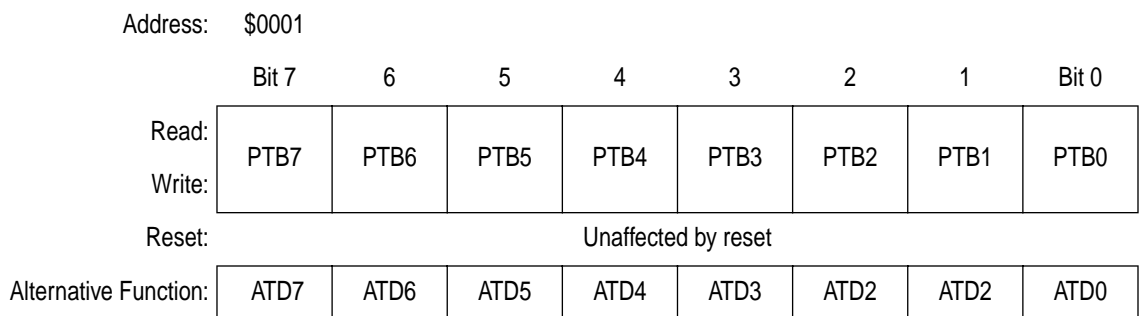 Address: $0001
Bit 7 6 5 4 3 2 1 Bit 0
Read:
PTB7 PTB6 PTB5 PTB4 PTB3 PTB2 PTB1 PTB0
Write:
Reset: Unaffected by reset
Alternative Function: ATD7 ATD6 ATD5 ATD4 ATD3 ATD2 ATD2 ATD0